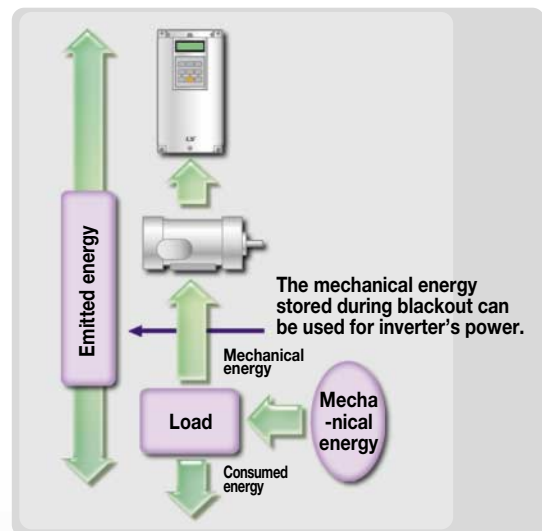 LS
Emitted energy
The mechanical energy
stored during blackout can
be used for inverter's power.
Mechanical
energy
Load
Mecha
-nical
energy
Consumed
energy